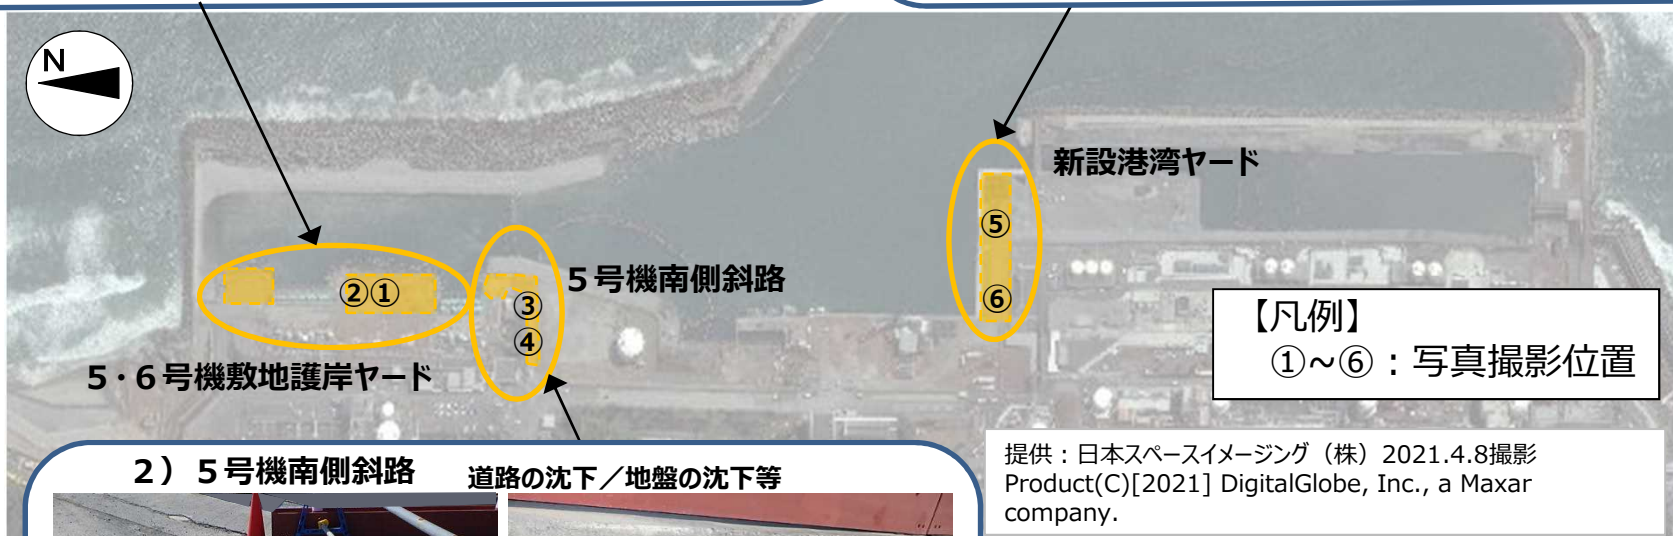 N
新設港湾ヤード
⑤
5号機南側斜路
②①
③
⑥
④
5・6号機敷地護岸ヤード
【凡例】
①~⑥：写真撮影位置
2）5号機南側斜路 道路の沈下／地盤の沈下等
提供：日本スペースイメージング（株）2021.4.8撮影
Product(C)[2021] DigitalGlobe, Inc., a Maxar
company.